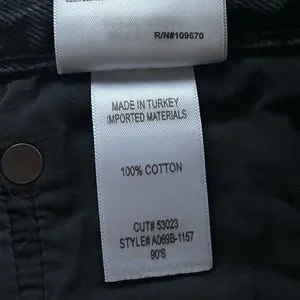 R/N#109670
MADE IN TURKEY
IMPORTED MATERIALS
100% COTTON
CUT# 53023
STYLE# A069B-1157
90'S